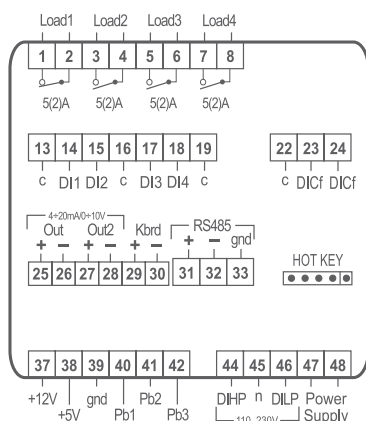 Load1 Load2 Load3 Load4
1 2 3 4 5 6 7 8
5(2)A 5(2)A 5(2)A 5(2)A
13 14 15 16 17 18 19 22 23 24
c DI1 DI2 c DI3 DI4 c c DICf DICf
4÷20mA/0÷10V
Out Out2 Kbrd RS485
+ − + − + − + − gnd
25 26 27 28 29 30 31 32 33
HOT KEY
37 38 39 40 41 42 44 45 46 47 48
+12V gnd Pb2 DIHP n DILP Power
+5V Pb1 Pb3 110..230V Supply